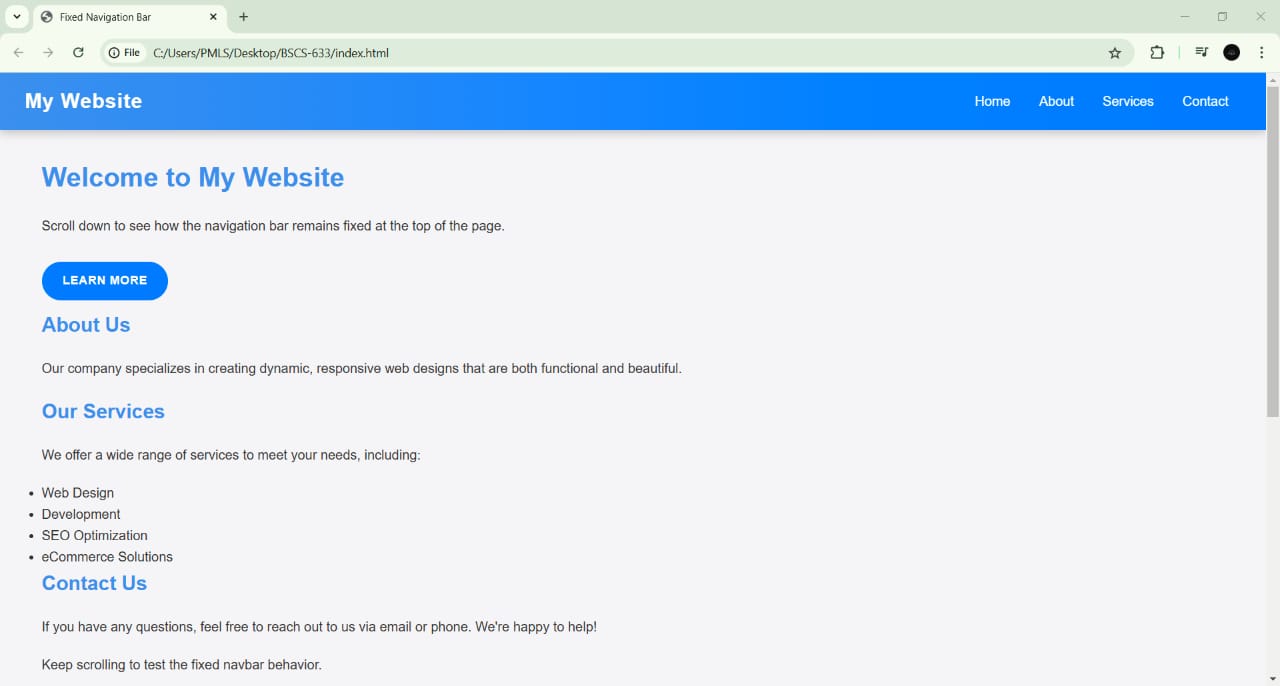 Fixed Navigation Bar
File C:/Users/PMLS/Desktop/BSCS-633/index.html
My Website
Home About Services Contact
Welcome to My Website
Scroll down to see how the navigation bar remains fixed at the top of the page.
LEARN MORE
About Us
Our company specializes in creating dynamic, responsive web designs that are both functional and beautiful.
Our Services
We offer a wide range of services to meet your needs, including:
• Web Design
• Development
• SEO Optimization
• eCommerce Solutions
Contact Us
If you have any questions, feel free to reach out to us via email or phone. We're happy to help!
Keep scrolling to test the fixed navbar behavior.